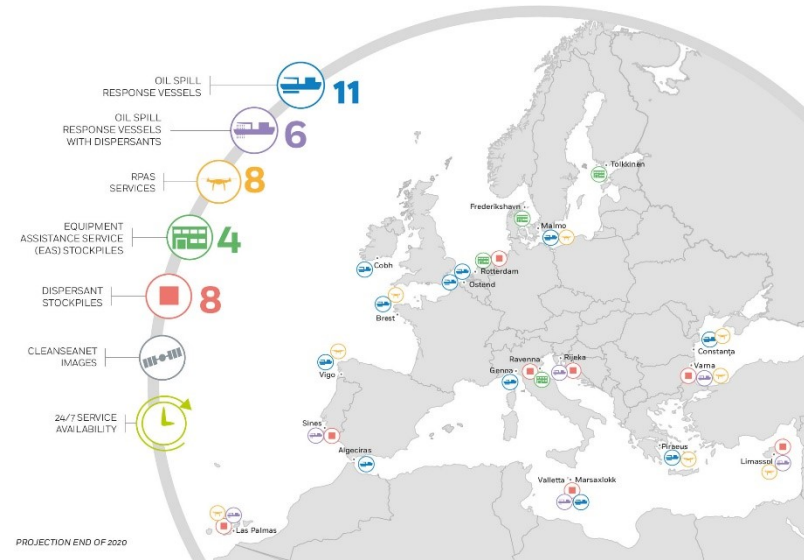 OIL SPILL
RESPONSE VESSELS
11
OIL SPILL
RESPONSE VESSELS
WITH DISPERSANTS
6
RPAS
SERVICES
8
EQUIPMENT
ASSISTANCE SERVICE
(EAS) STOCKPILES
4
DISPERSANT
STOCKPILES
8
CLEANSEANET
IMAGES
24/7 SERVICE
AVAILABILITY
Tolkkinen
Frederikshavn
Malmo
Cobh
Rotterdam
Ostend
Brest
Constanţa
Ravenna
Rijeka
Varna
Genoa
Vigo
Sines
Algeciras
Piraeus
Limassol
Valletta
Marsaxlokk
Las Palmas
PROJECTION END OF 2020